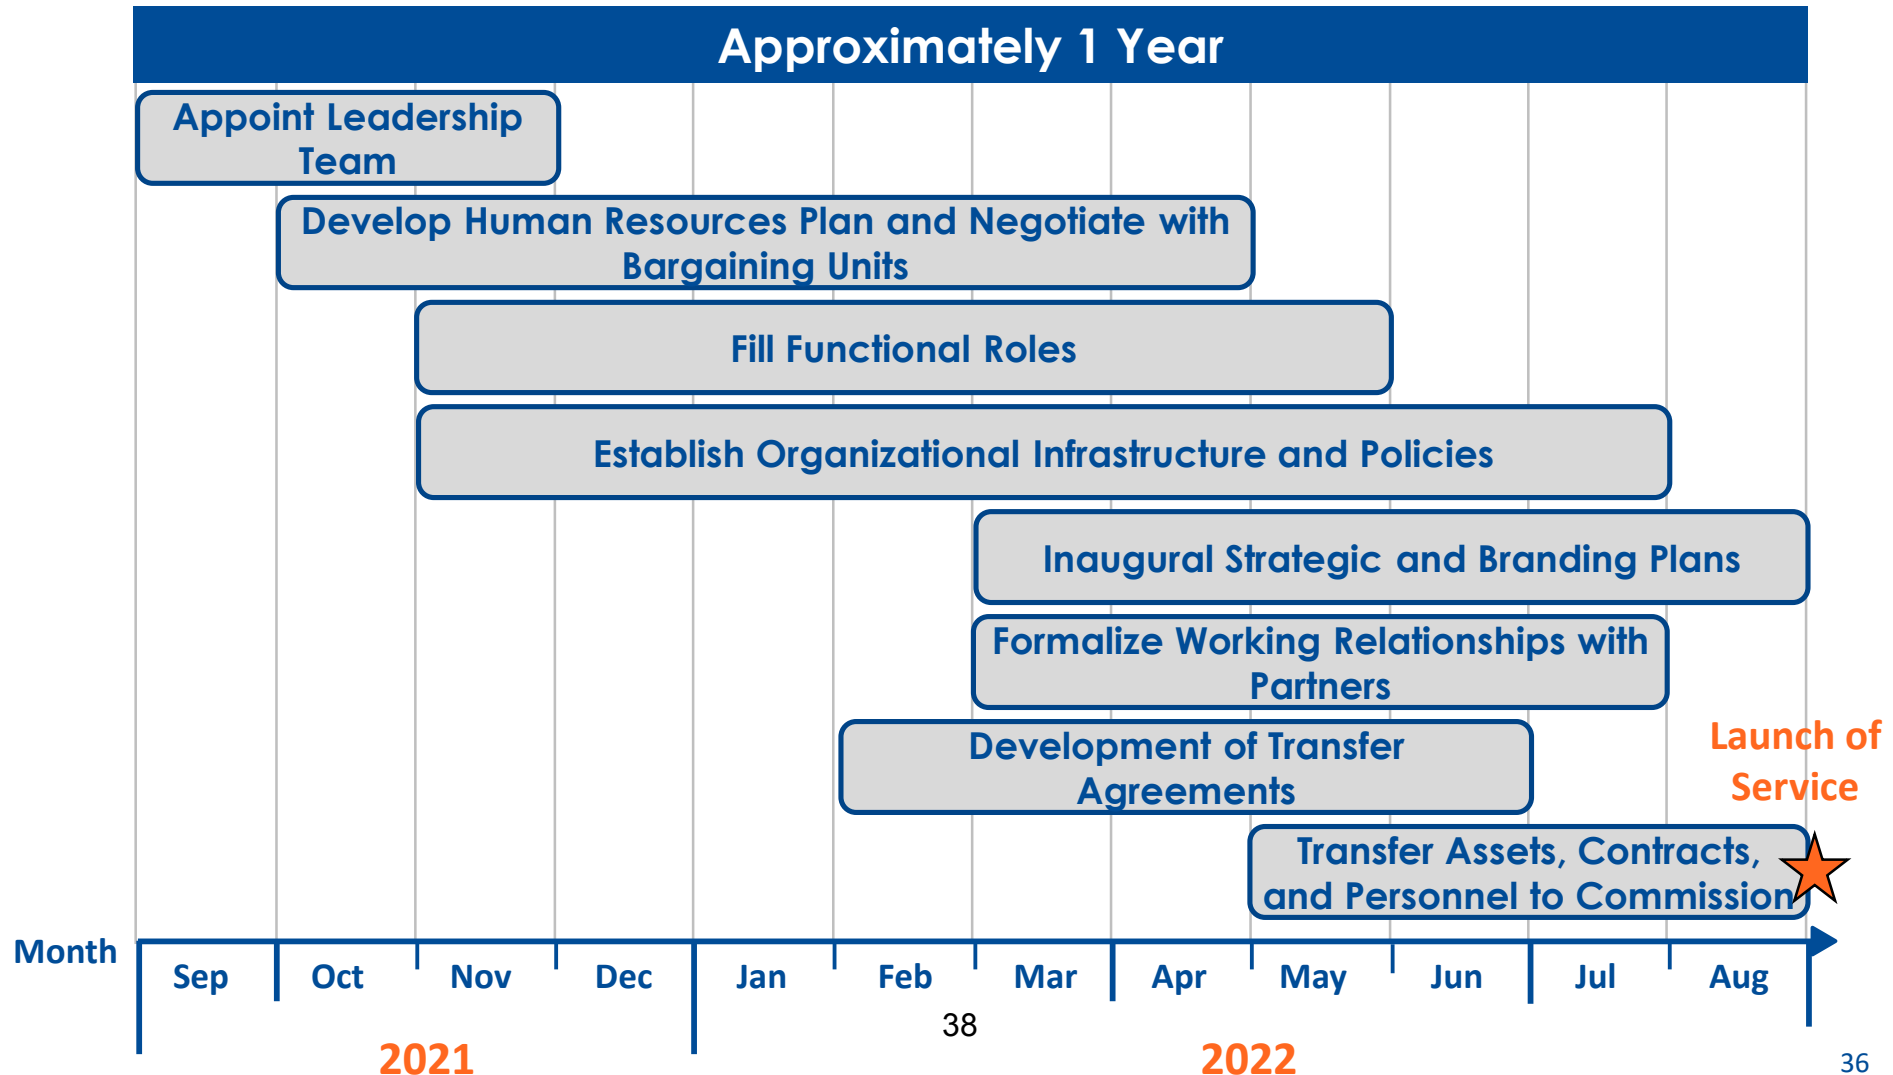 Approximately 1 Year
Appoint Leadership
Team
Develop Human Resources Plan and Negotiate with
Bargaining Units
Fill Functional Roles
Establish Organizational Infrastructure and Policies
Inaugural Strategic and Branding Plans
Formalize Working Relationships with
Partners
Development of Transfer
Agreements
Launch of
Service
Transfer Assets, Contracts,
and Personnel to Commission
Month
Sep Oct Nov Dec Jan Feb Mar Apr May Jun Jul Aug
38
2021 2022
36